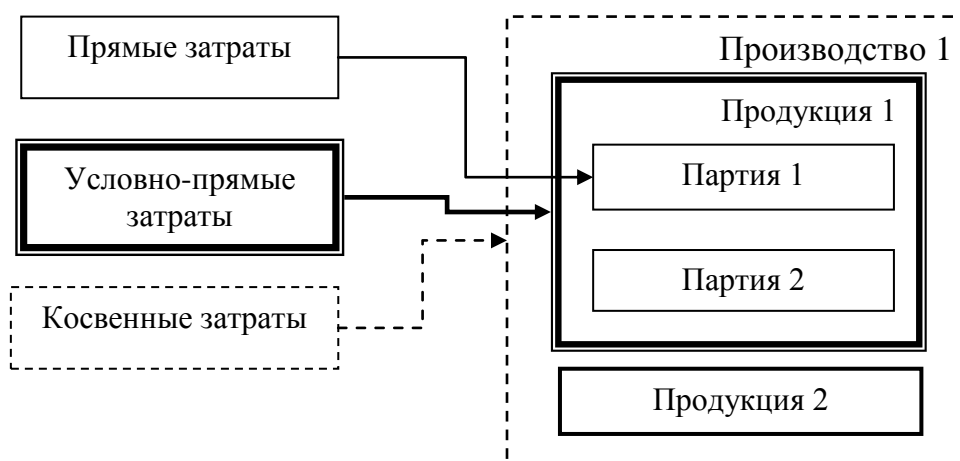 Прямые затраты
Условно-прямые
затраты
Косвенные затраты
Производство 1
Продукция 1
Партия 1
Партия 2
Продукция 2